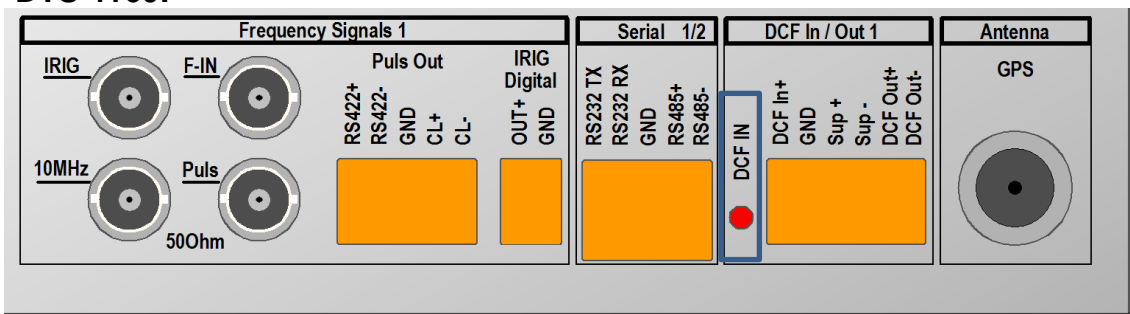 Frequency Signals 1
IRIG
F-IN
Puls Out
RS422+
RS422-
GND
CL+
CL-
IRIG
Digital
OUT+
GND
10MHz
Puls
50Ohm
Serial 1/2
RS232 TX
RS232 RX
GND
RS485+
RS485-
DCF In / Out 1
DCF IN
DCF In+
GND
Sup +
Sup -
DCF Out+
DCF Out-
Antenna
GPS